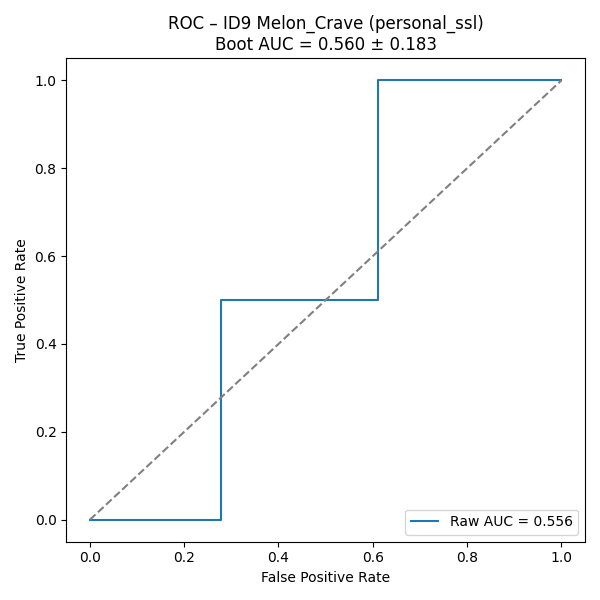 ROC – ID9 Melon_Crave (personal_ssl)
Boot AUC = 0.560 ± 0.183
1.0
0.8
0.6
0.4
0.2
0.0
True Positive Rate
Raw AUC = 0.556
0.0 0.2 0.4 0.6 0.8 1.0
False Positive Rate